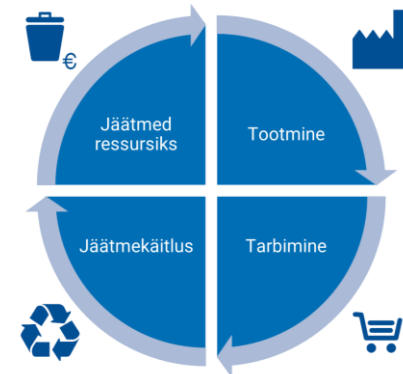 €
Jäätmed
ressursiks
Tootmine
Jäätmekäitlus
Tarbimine